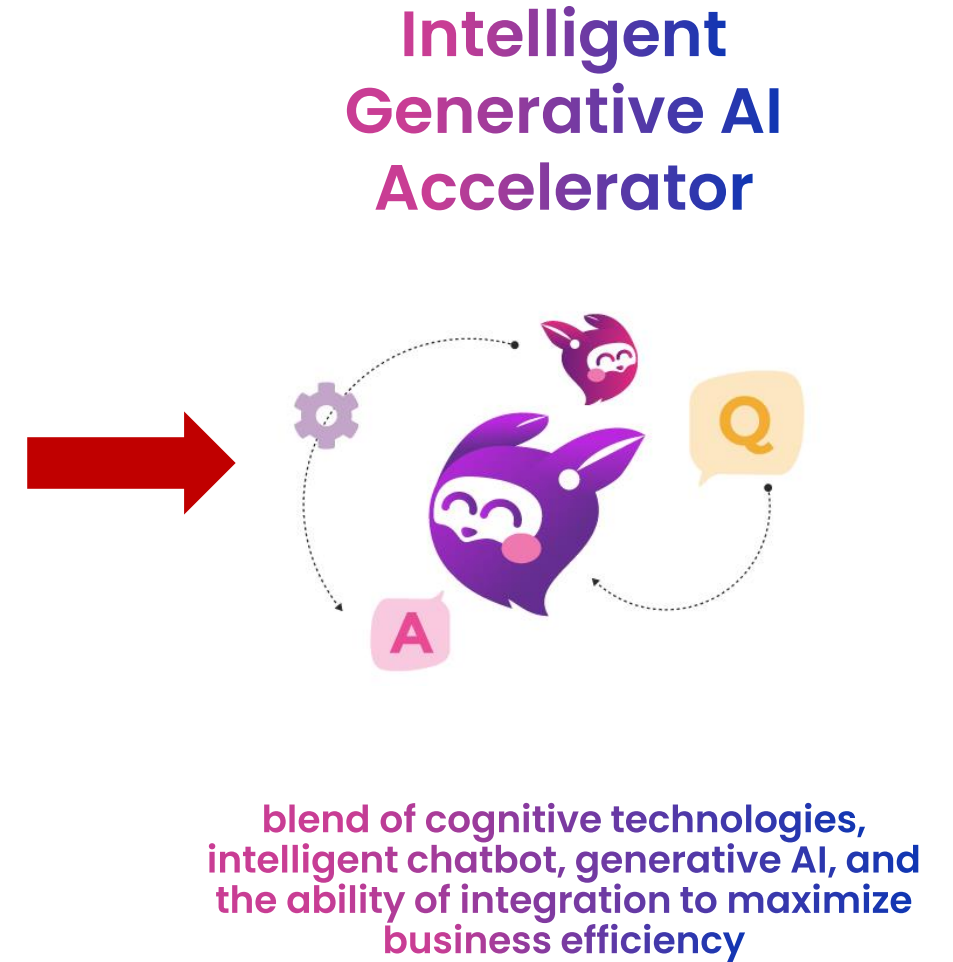 Intelligent
Generative AI
Accelerator
Q
A
blend of cognitive technologies,
intelligent chatbot, generative AI, and
the ability of integration to maximize
business efficiency